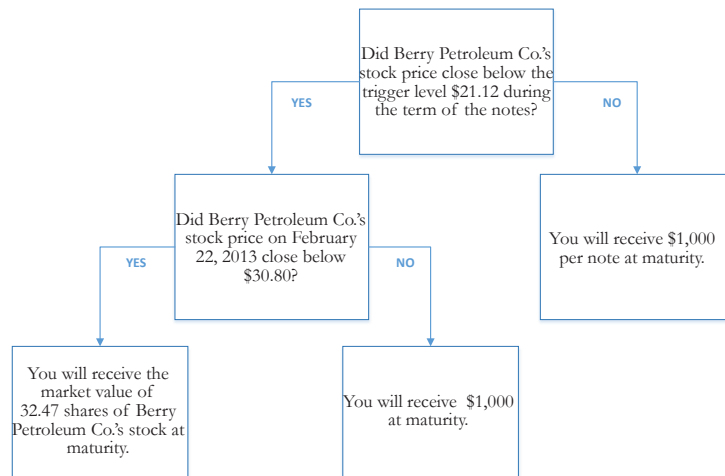 Did Berry Petroleum Co.'s
stock price close below the
trigger level $21.12 during
the term of the notes?
YES
NO
Did Berry Petroleum Co.'s
stock price on February
22, 2013 close below
$30.80?
You will receive $1,000
per note at maturity.
YES
NO
You will receive the
market value of
32.47 shares of Berry
Petroleum Co.'s stock at
maturity.
You will receive $1,000
at maturity.